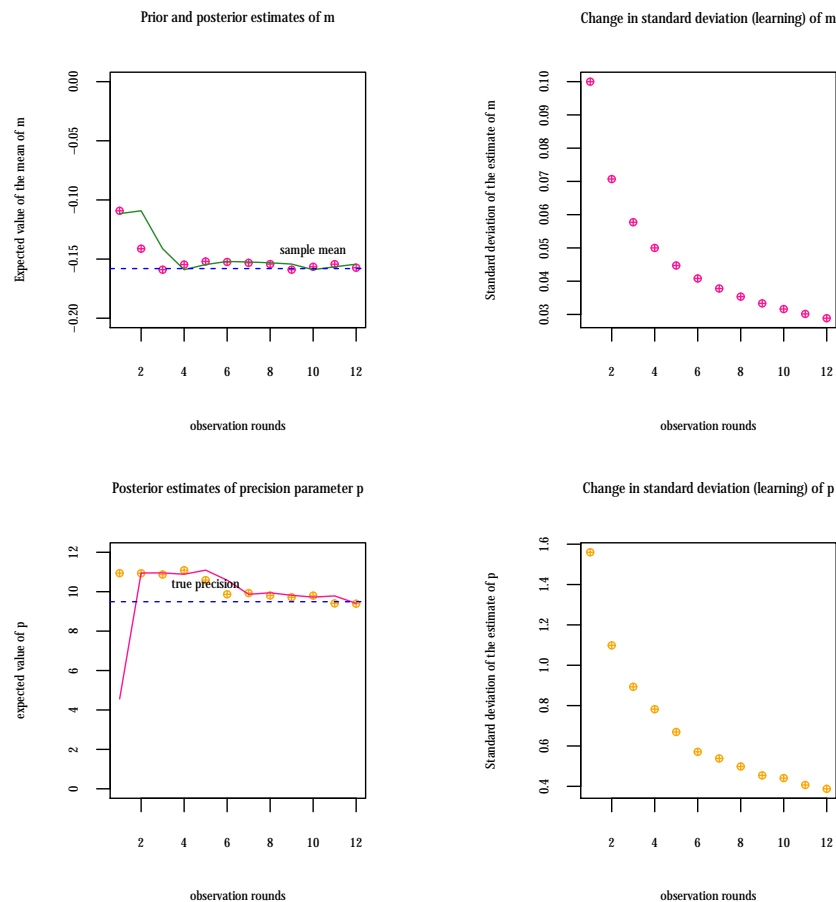 Prior and posterior estimates of m
Expected value of the mean of m
0.00
−0.05
−0.10
−0.15
−0.20
sample mean
2 4 6 8 10 12
observation rounds
Change in standard deviation (learning) of m
Standard deviation of the estimate of m
0.10
0.09
0.08
0.07
0.06
0.05
0.04
0.03
2 4 6 8 10 12
observation rounds
Posterior estimates of precision parameter p
expected value of p
12
10
8
6
4
2
0
true precision
2 4 6 8 10 12
observation rounds
Change in standard deviation (learning) of p
Standard deviation of the estimate of p
1.6
1.4
1.2
1.0
0.8
0.6
0.4
2 4 6 8 10 12
observation rounds